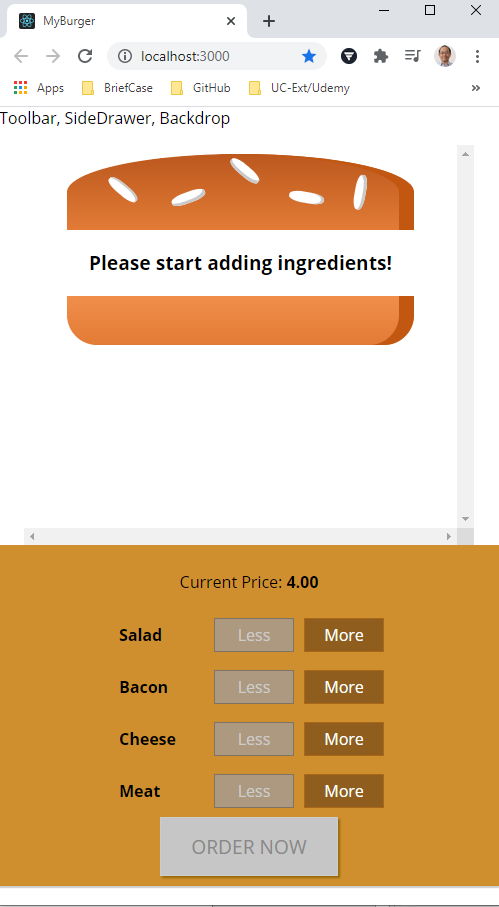 MyBurger
localhost:3000
Apps BriefCase GitHub UC-Ext/Udemy »
Toolbar, SideDrawer, Backdrop
Please start adding ingredients!
Current Price: 4.00
Salad Less More
Bacon Less More
Cheese Less More
Meat Less More
ORDER NOW